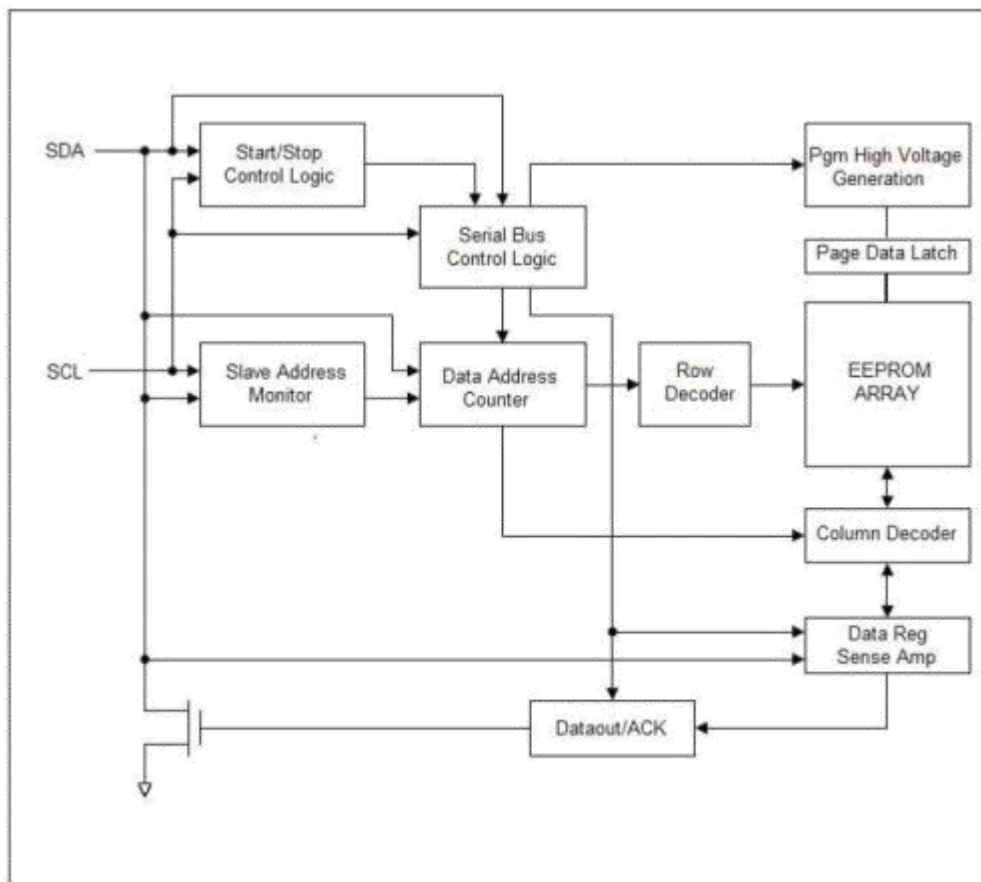 SDA
Start/Stop
Control Logic
Pgm High Voltage
Generation
Serial Bus
Control Logic
Page Data Latch
SCL
Slave Address
Monitor
Data Address
Counter
Row
Decoder
EEPROM
ARRAY
Column Decoder
Data Reg
Sense Amp
Dataout/ACK